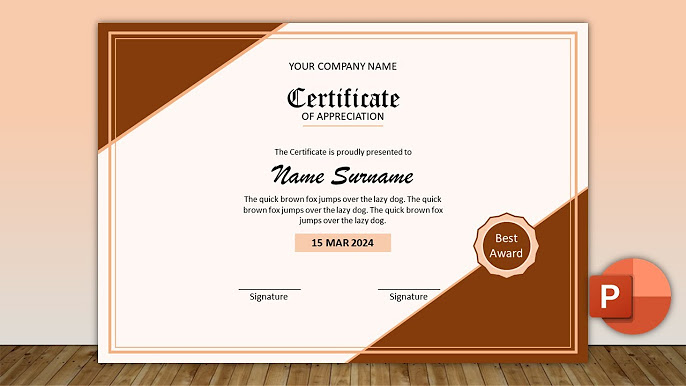 YOUR COMPANY NAME
Certificate
OF APPRECIATION
The Certificate is proudly presented to
Name Surname
The quick brown fox jumps over the lazy dog. The quick
brown fox jumps over the lazy dog. The quick brown fox
jumps over the lazy dog.
15 MAR 2024
Best
Award
Signature
Signature
P